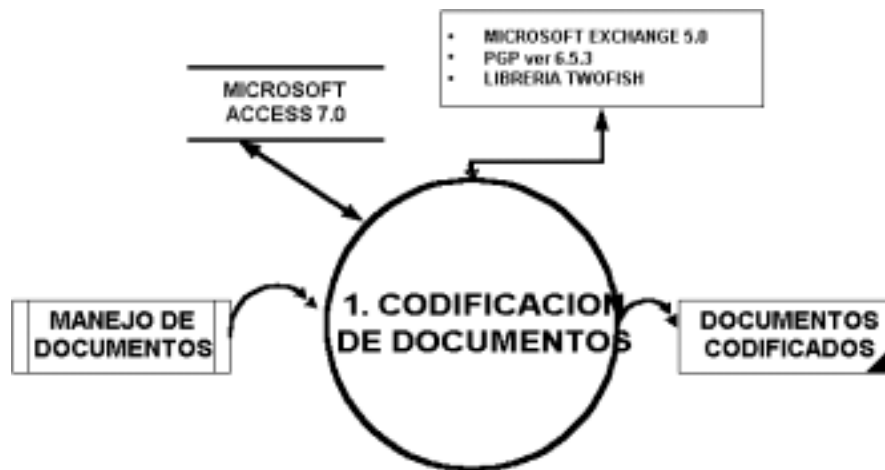 • MICROSOFT EXCHANGE 5.0
• PGP ver 6.5.3
• LIBRERIA TWOFISH
MICROSOFT
ACCESS 7.0
MANEJO DE
DOCUMENTOS
1. CODIFICACION
DE DOCUMENTOS
DOCUMENTOS
CODIFICADOS